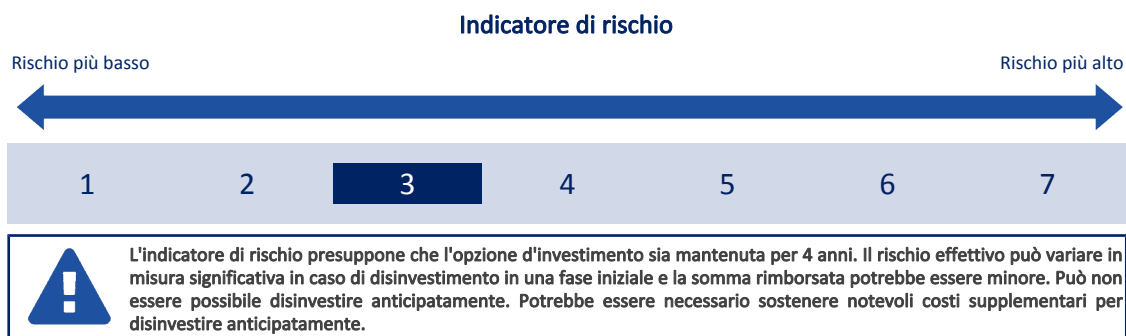 Indicatore di rischio
Rischio più basso Rischio più alto
1 2 3 4 5 6 7
L'indicatore di rischio presuppone che l'opzione d'investimento sia mantenuta per 4 anni. Il rischio effettivo può variare in
misura significativa in caso di disinvestimento in una fase iniziale e la somma rimborsata potrebbe essere minore. Può non
essere possibile disinvestire anticipatamente. Potrebbe essere necessario sostenere notevoli costi supplementari per
disinvestire anticipatamente.